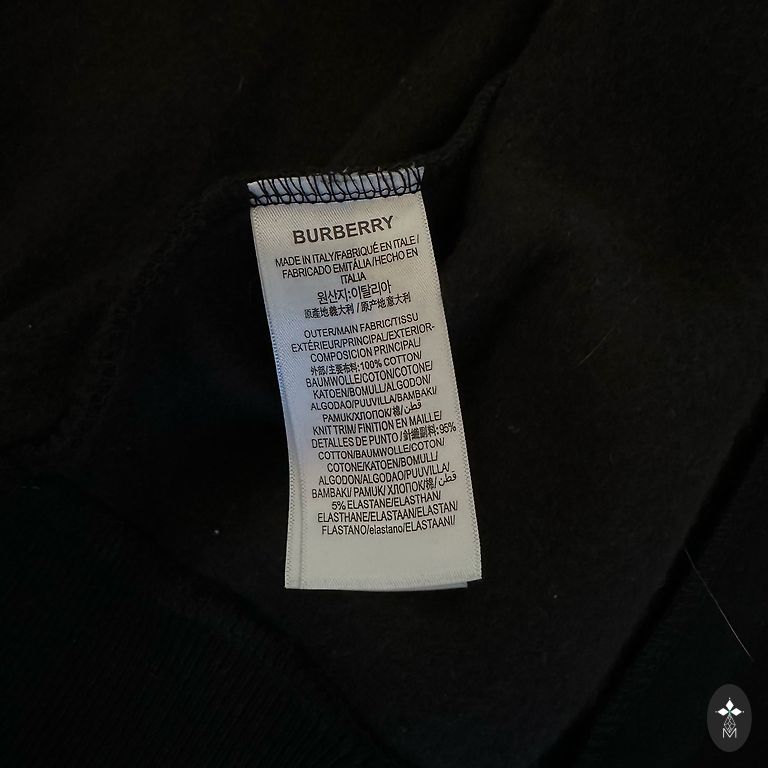 BURBERRY
MADE IN ITALY/FABRIQUÉ EN ITALE/
FABRICADO EMITÁLIA/HECHO EN
ITALIA
원산지:이탈리아
原產地義大利 / 原产地意大利
OUTER/MAIN FABRIC/TISSU
EXTÉRIEUR/PRINCIPAL/EXTERIOR-
COMPOSICION PRINCIPAL/
外部/主要布料:100% COTTON/
BAUMWOLLE/COTON/COTONE/
KATOEN/BOMULL/ALGODON/
ALGODAO/PUUVILLA/BAMBAKI/
PAMUK/ХЛОПОК/棉/قطن
KNIT TRIM/ FINITION EN MAILLE/
DETALLES DE PUNTO /針織副料: 95%
COTTON/BAUMWOLLE/COTON/
COTONE/KATOEN/BOMULL/
ALGODON/ALGODAO/PUUVILLA/
BAMBAKI/ PAMUK/ ХЛОПОК/棉/ قطن
5% ELASTANE/ELASTHAN/
ELASTHANE/ELASTAAN/ELASTAN/
FLASTANO/elastano/ELASTAANI/
M